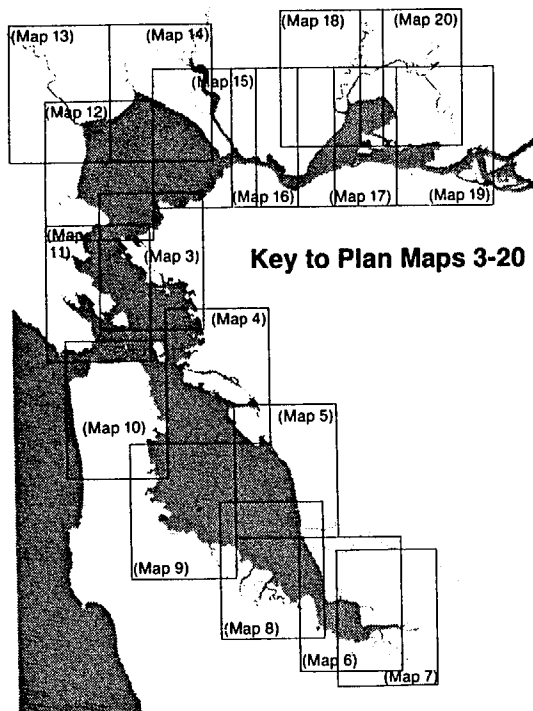 (Map 13)
(Map 14)
(Map 18)
(Map 20)
(Map 15)
(Map 12)
(Map 16)
(Map 17)
(Map 19)
(Map
11)
(Map 3)
Key to Plan Maps 3-20
(Map 4)
(Map 5)
(Map 10)
(Map 9)
(Map 8)
(Map 6)
(Map 7)